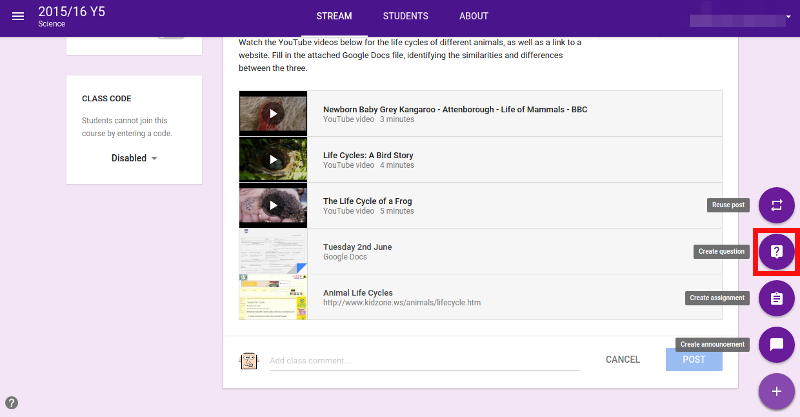 2015/16 Y5
Science
STREAM
STUDENTS
ABOUT
CLASS CODE
Students cannot join this
course by entering a code.
Disabled
Watch the YouTube videos below for the life cycles of different animals, as well as a link to a
website. Fill in the attached Google Docs file, identifying the similarities and differences
between the three.
Newborn Baby Grey Kangaroo - Attenborough - Life of Mammals - BBC
YouTube video 3 minutes
Life Cycles: A Bird Story
YouTube video 4 minutes
The Life Cycle of a Frog
YouTube video 5 minutes
Tuesday 2nd June
Google Docs
Animal Life Cycles
http://www.kidzone.ws/animals/lifecycle.htm
Add class comment...
CANCEL
POST
Reuse post
Create question
Create assignment
Create announcement